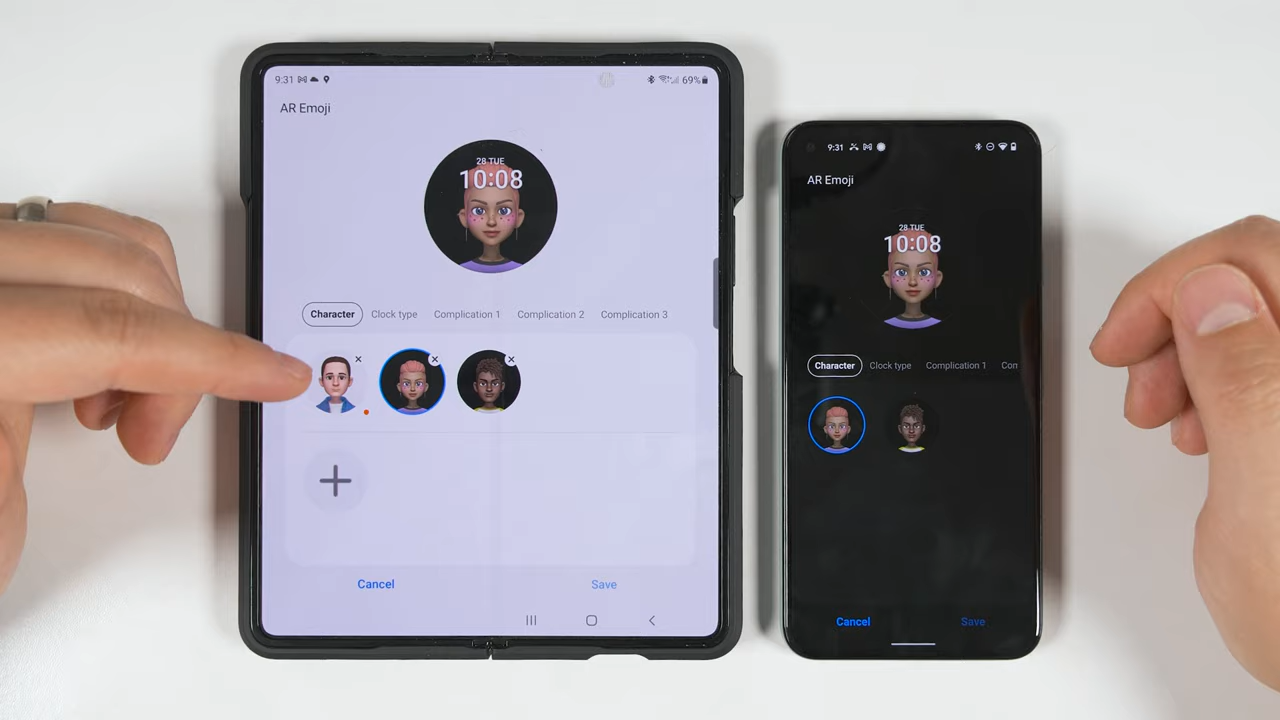 9:31
69%
AR Emoji
28 TUE
10:08
Character
Clock type
Complication 1
Complication 2
Complication 3
Cancel
Save
9:31
AR Emoji
28 TUE
10:08
Character
Clock type
Complication 1
Con
Cancel
Save